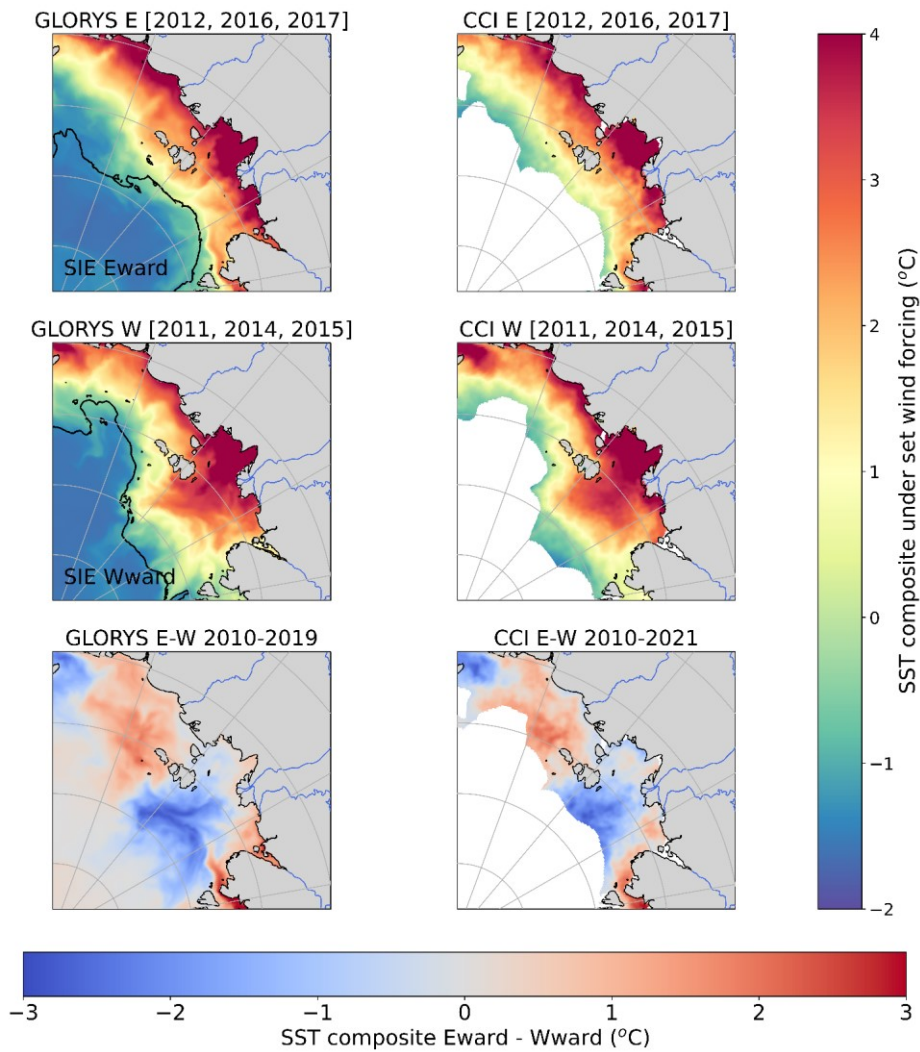 GLORYS E [2012, 2016, 2017]
CCI E [2012, 2016, 2017]
SIE Eward
GLORYS W [2011, 2014, 2015]
CCI W [2011, 2014, 2015]
SIE Wward
GLORYS E-W 2010-2019
CCI E-W 2010-2021
4
3
2
1
0
−1
−2
SST composite under set wind forcing (°C)
−3 −2 −1 0 1 2 3
SST composite Eward - Wward (°C)